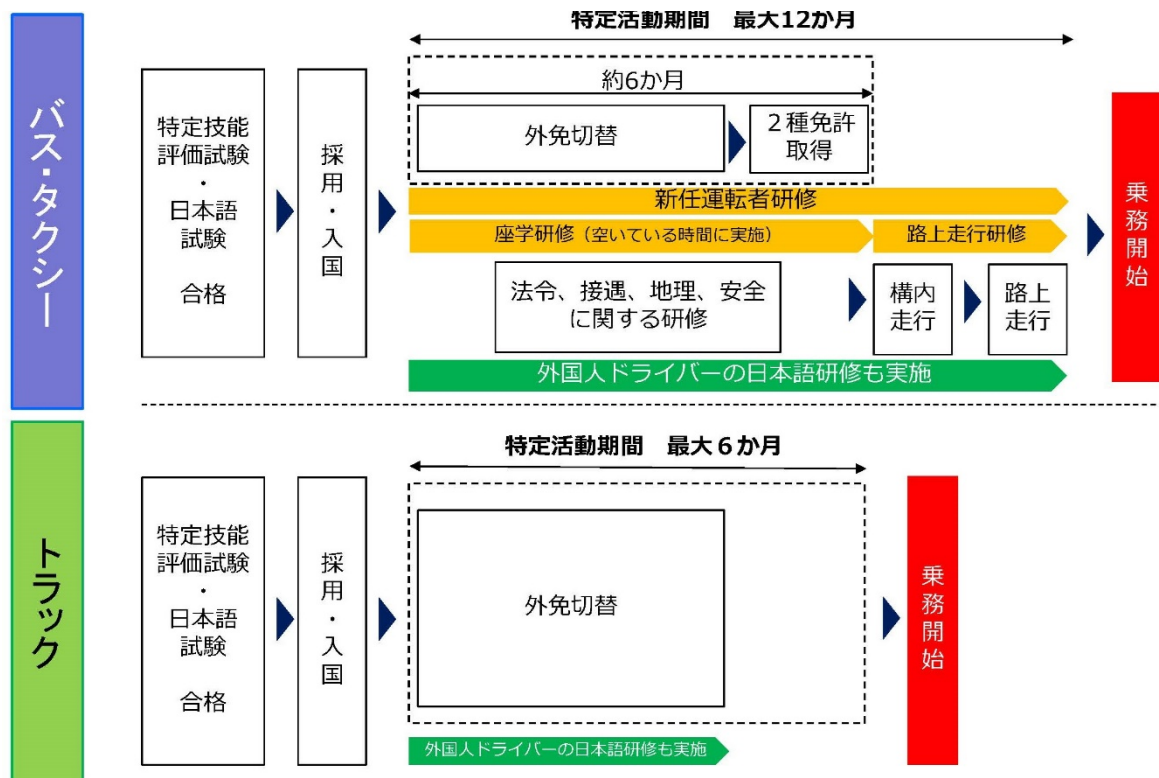 バス・タクシー
特定活動期間 最大12か月
約6か月
特定技能
評価試験
・
日本語
試験
合格
採用・入国
外免切替
２種免許
取得
新任運転者研修
座学研修（空いている時間に実施）
路上走行研修
法令、接遇、地理、安全
に関する研修
構内
走行
路上
走行
外国人ドライバーの日本語研修も実施
乗務開始
トラック
特定活動期間 最大６か月
特定技能
評価試験
・
日本語
試験
合格
採用・入国
外免切替
外国人ドライバーの日本語研修も実施
乗務開始